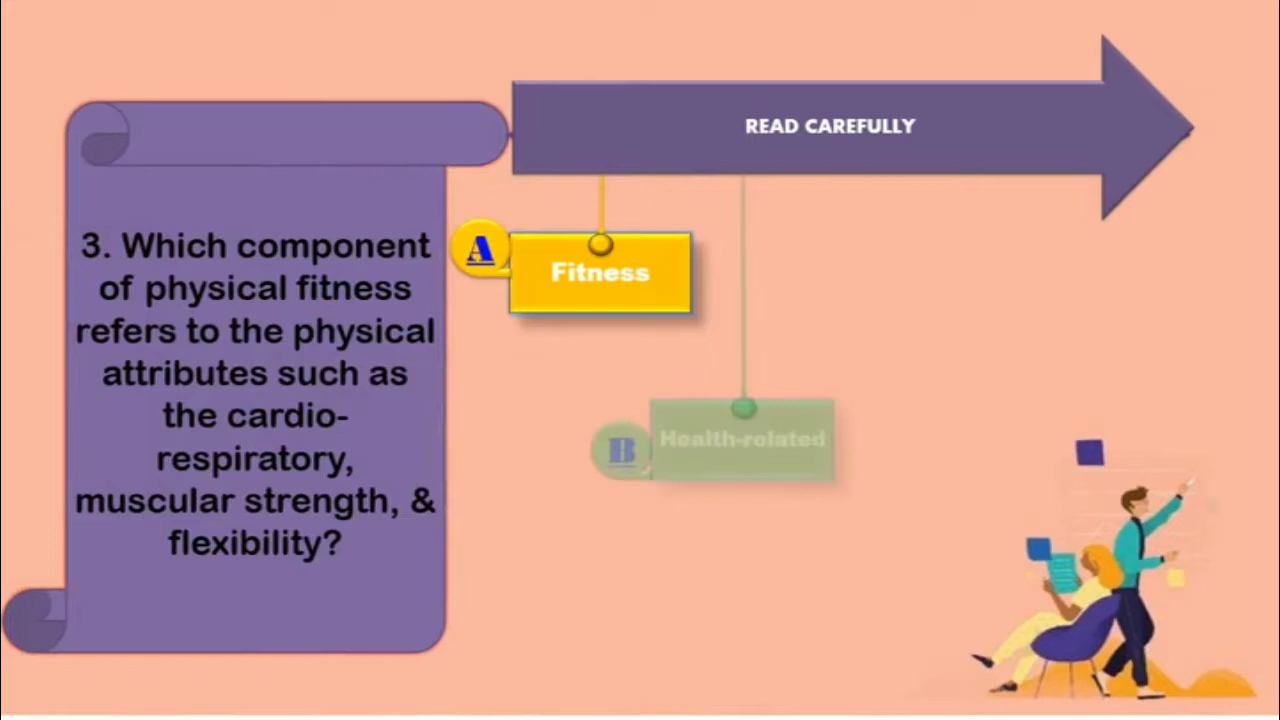 READ CAREFULLY
3. Which component
of physical fitness
refers to the physical
attributes such as
the cardio-
respiratory,
muscular strength, &
flexibility?
A
Fitness
B
Health-related